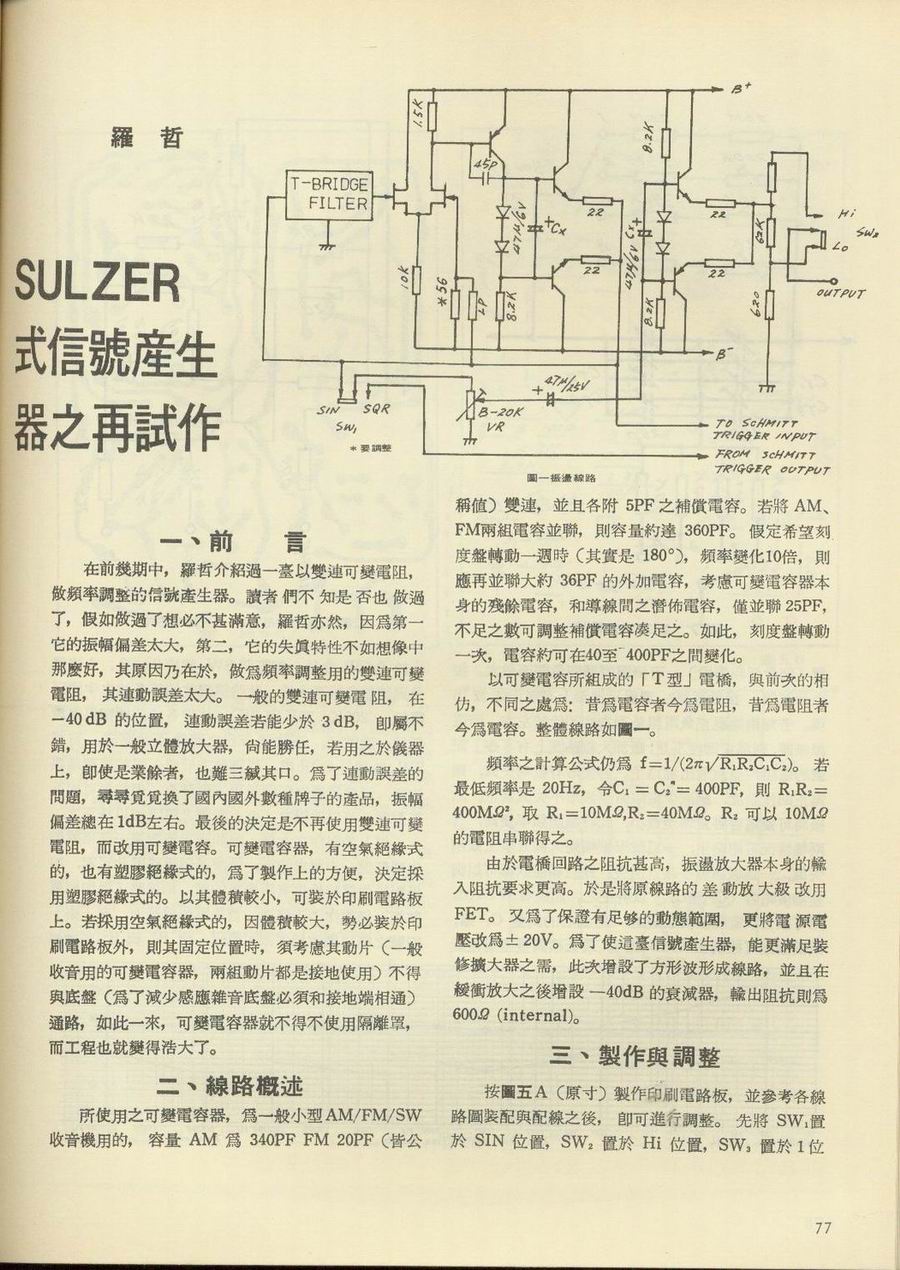 羅 哲
SULZER
式信號產生
器之再試作
B+
1.5K
45P
T-BRIDGE
FILTER
47μ/6V
+Cx
22
22
8.2K
47μ/6V
Cx+
22
22
62K
620
Hi
Lo
SW₂
OUTPUT
10K
*56
LP
8.2K
8.2K
B-
SIN
SQR
SW₁
*要調整
B-20K
VR
+47μ/25V
TO SCHMITT
TRIGGER INPUT
FROM SCHMITT
TRIGGER OUTPUT
圖一振盪線路
一、前 言
在前幾期中，羅哲介紹過一臺以雙連可變電阻，
做頻率調整的信號產生器。讀者 們不 知是 否也 做過
了，假如做過了想必不甚滿意，羅哲亦然，因爲第一
它的振幅偏差太大，第二，它的失眞特性不如想像中
那麽好，其原因乃在於，做爲頻率調整用的雙連可變
電阻， 其連動誤差太大。 一般的雙連可變電 阻， 在
－40 dB 的位置， 連動誤差若能少於 3 dB， 卽屬不
錯，用於一般立體放大器，尙能勝任，若用之於儀器
上，卽使是業餘者，也難三緘其口。爲了連動誤差的
問題，尋尋覓覓換了國內國外數種牌子的產品，振幅
偏差總在1dB左右。最後的決定是不再使用雙連可變
電阻，而改用可變電容。可變電容器，有空氣絕緣式
的，也有塑膠絕緣式的，爲了製作上的方便，決定採
用塑膠絕緣式的。以其體積較小，可裝於印刷電路板
上。若採用空氣絕緣式的，因體積較大，勢必裝於印
刷電路板外，則其固定位置時，須考慮其動片（一般
收音用的可變電容器，兩組動片都是接地使用）不得
與底盤（爲了減少感應雜音底盤必須和接地端相通）
通路，如此一來，可變電容器就不得不使用隔離罩，
而工程也就變得浩大了。
二、線路概述
所使用之可變電容器，爲一般小型AM/FM/SW
收音機用的， 容量 AM 爲 340PF FM 20PF（皆公
稱值）雙連，並且各附 5PF之補償電容。若將 AM、
FM兩組電容並聯，則容量約達 360PF。假定希望刻
度盤轉動一週時（其實是 180°），頻率變化10倍，則
應再並聯大約 36PF 的外加電容，考慮可變電容器本
身的殘餘電容，和導線間之潛佈電容，僅並聯 25PF，
不足之數可調整補償電容湊足之。如此，刻度盤轉動
一次，電容約可在40至 400PF之間變化。
以可變電容所組成的「T型」電橋，與前次的相
仿，不同之處爲：昔爲電容者今爲電阻，昔爲電阻者
今爲電容。整體線路如圖一。
頻率之計算公式仍爲 f=1/(2π√R₁R₂C₁C₂)。若
最低頻率是 20Hz，令C₁ = C₂ = 400PF，則 R₁R₂=
400MΩ²，取 R₁=10MΩ,R₂=40MΩ。R₂ 可以 10MΩ
的電阻串聯得之。
由於電橋回路之阻抗甚高，振盪放大器本身的輸
入阻抗要求更高。於是將原線路的 差 動放 大級 改用
FET。 又爲了保證有足够的動態範圍， 更將電 源電
壓改爲± 20V。爲了使這臺信號產生器，能更滿足裝
修擴大器之需，此次增設了方形波形成線路，並且在
緩衝放大之後增設 －40dB 的衰減器，輸出阻抗則爲
600Ω (internal)。
三、製作與調整
按圖五A（原寸）製作印刷電路板，並參考各線
路圖裝配與配線之後， 卽可進行調整。 先將 SW₁置
於 SIN 位置，SW₂ 置於 Hi 位置，SW₃ 置於1位
77